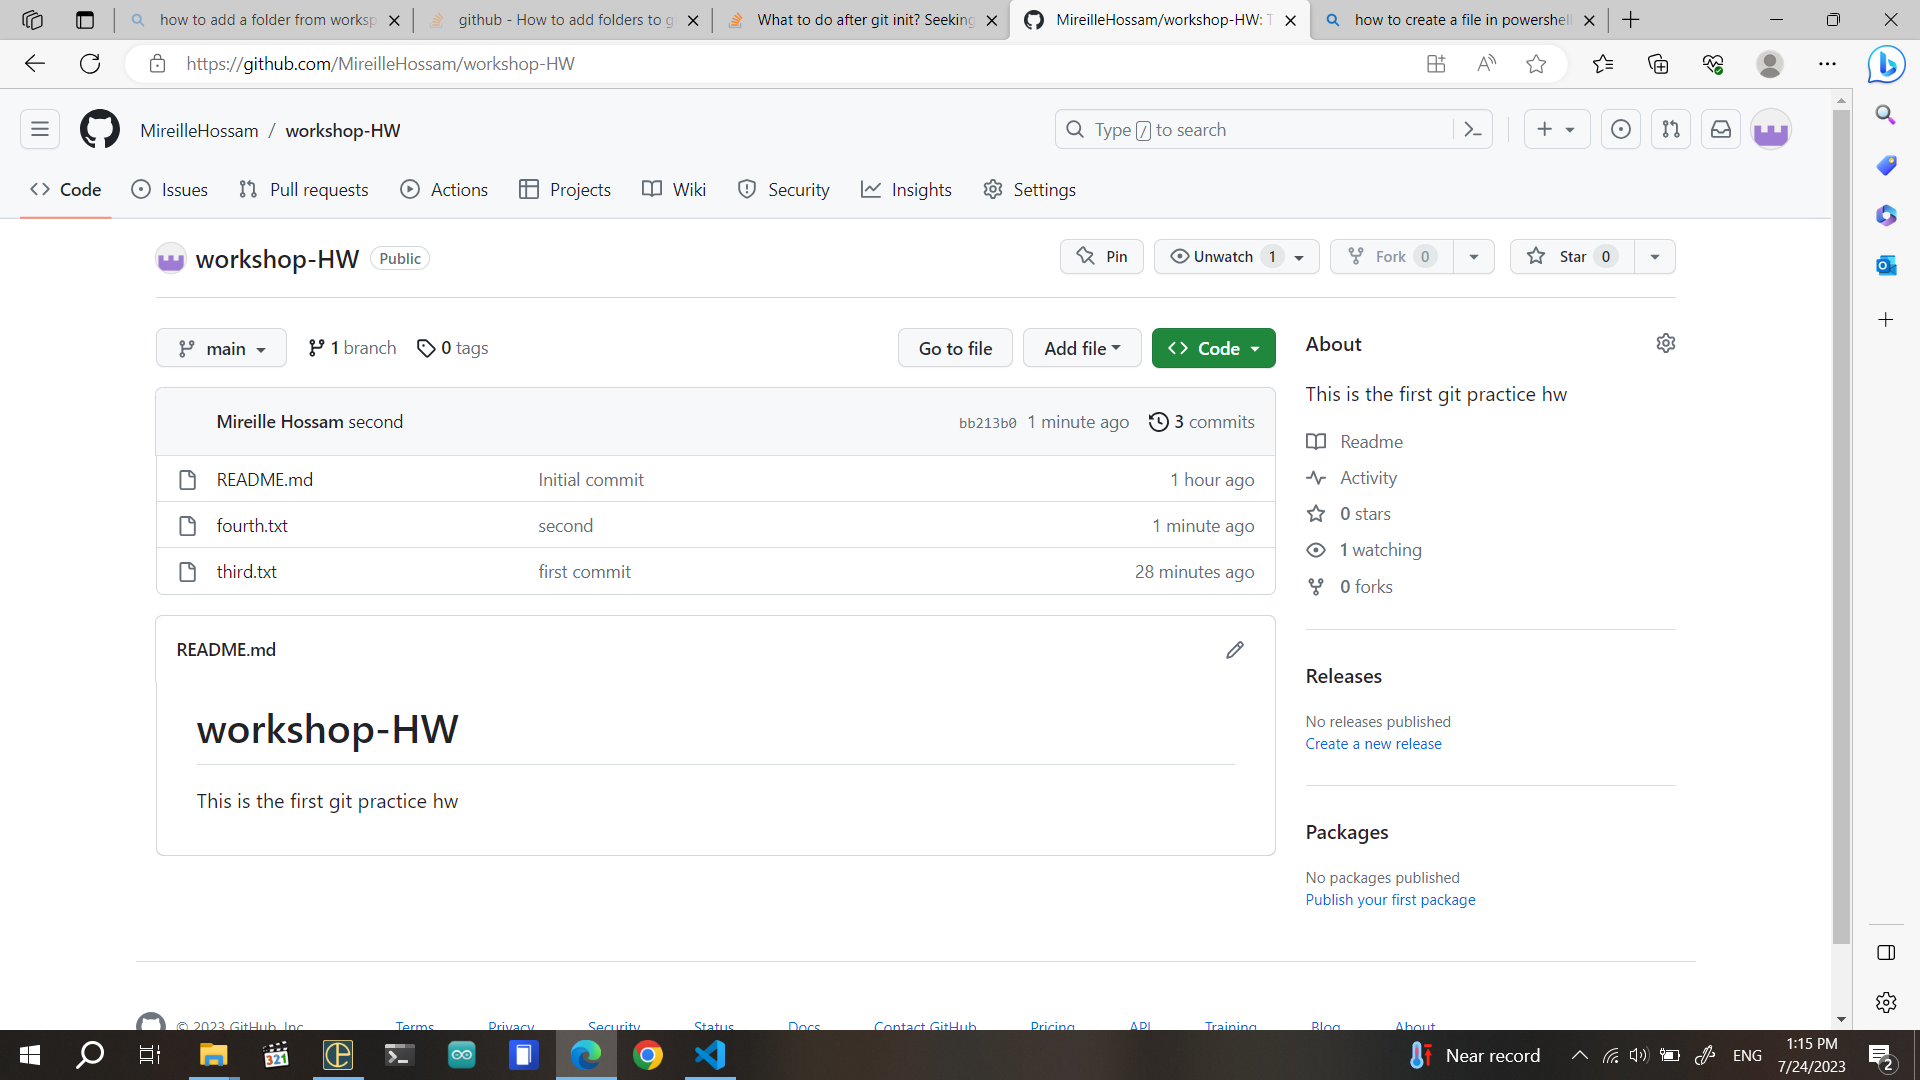 how to add a folder from worksp
github - How to add folders to g
What to do after git init? Seeking
MireilleHossam/workshop-HW: T
how to create a file in powershell
https://github.com/MireilleHossam/workshop-HW
MireilleHossam / workshop-HW
Type / to search
Code Issues Pull requests Actions Projects Wiki Security Insights Settings
workshop-HW Public
Pin Unwatch 1 Fork 0 Star 0
main 1 branch 0 tags Go to file Add file Code
Mireille Hossam second bb213b0 1 minute ago 3 commits
README.md Initial commit 1 hour ago
fourth.txt second 1 minute ago
third.txt first commit 28 minutes ago
README.md
workshop-HW
This is the first git practice hw
About
This is the first git practice hw
Readme
Activity
0 stars
1 watching
0 forks
Releases
No releases published
Create a new release
Packages
No packages published
Publish your first package
© 2023 GitHub, Inc. Terms Privacy Security Status Docs Contact GitHub Pricing API Training Blog About
321
Near record
ENG
1:15 PM
7/24/2023
2